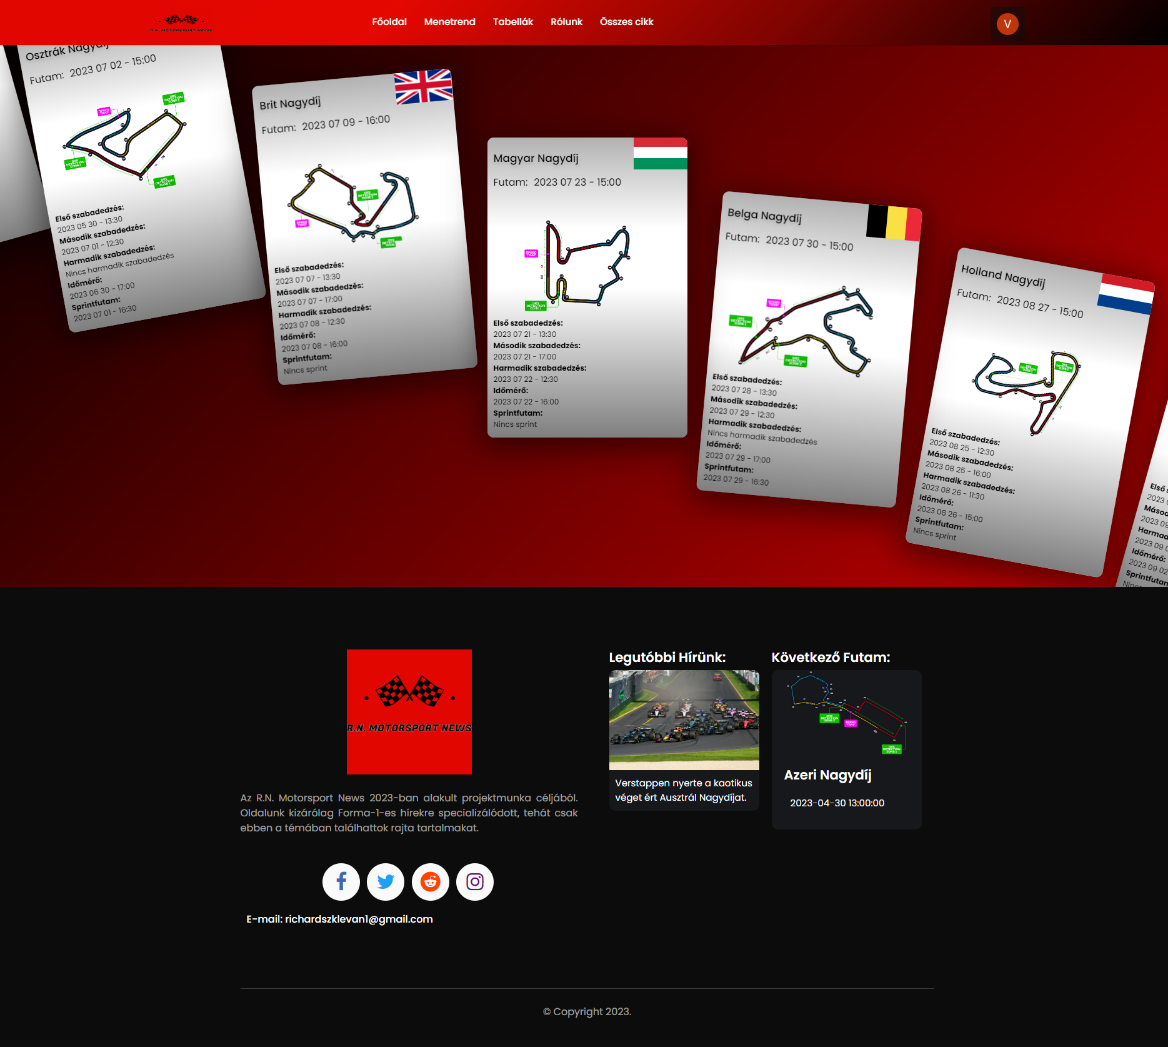 R.N. MOTORSPORT NEWS
Főoldal Menetrend Tabellák Rólunk Összes cikk
V
Osztrák Nagydíj
Futam: 2023 07 02 - 15:00
Első szabadedzés:
2023 05 30 - 13:30
Második szabadedzés:
2023 07 01 - 12:30
Harmadik szabadedzés:
Nincs harmadik szabadedzés
Időmérő:
2023 06 30 - 17:00
Sprintfutam:
2023 07 01 - 16:30
Brit Nagydíj
Futam: 2023 07 09 - 16:00
Első szabadedzés:
2023 07 07 - 13:30
Második szabadedzés:
2023 07 07 - 17:00
Harmadik szabadedzés:
2023 07 08 - 12:30
Időmérő:
2023 07 08 - 16:00
Sprintfutam:
Nincs sprint
Magyar Nagydíj
Futam: 2023 07 23 - 15:00
Első szabadedzés:
2023 07 21 - 13:30
Második szabadedzés:
2023 07 21 - 17:00
Harmadik szabadedzés:
2023 07 22 - 12:30
Időmérő:
2023 07 22 - 16:00
Sprintfutam:
Nincs sprint
Belga Nagydíj
Futam: 2023 07 30 - 15:00
Első szabadedzés:
2023 07 28 - 13:30
Második szabadedzés:
2023 07 29 - 12:30
Harmadik szabadedzés:
Nincs harmadik szabadedzés
Időmérő:
2023 07 29 - 17:00
Sprintfutam:
2023 07 29 - 16:30
Holland Nagydíj
Futam: 2023 08 27 - 15:00
Első szabadedzés:
2023 08 25 - 12:30
Második szabadedzés:
2023 08 26 - 16:00
Harmadik szabadedzés:
2023 08 26 - 11:30
Időmérő:
2023 08 26 - 15:00
Sprintfutam:
Nincs sprint
R.N. MOTORSPORT NEWS
Az R.N. Motorsport News 2023-ban alakult projektmunka céljából.
Oldalunk kizárólag Forma-1-es hírekre specializálódott, tehát csak
ebben a témában találhattok rajta tartalmakat.
E-mail: richardszklevan1@gmail.com
Legutóbbi Hírünk:
Verstappen nyerte a kaotikus
véget ért Ausztrál Nagydíjat.
Következő Futam:
Azeri Nagydíj
2023-04-30 13:00:00
© Copyright 2023.